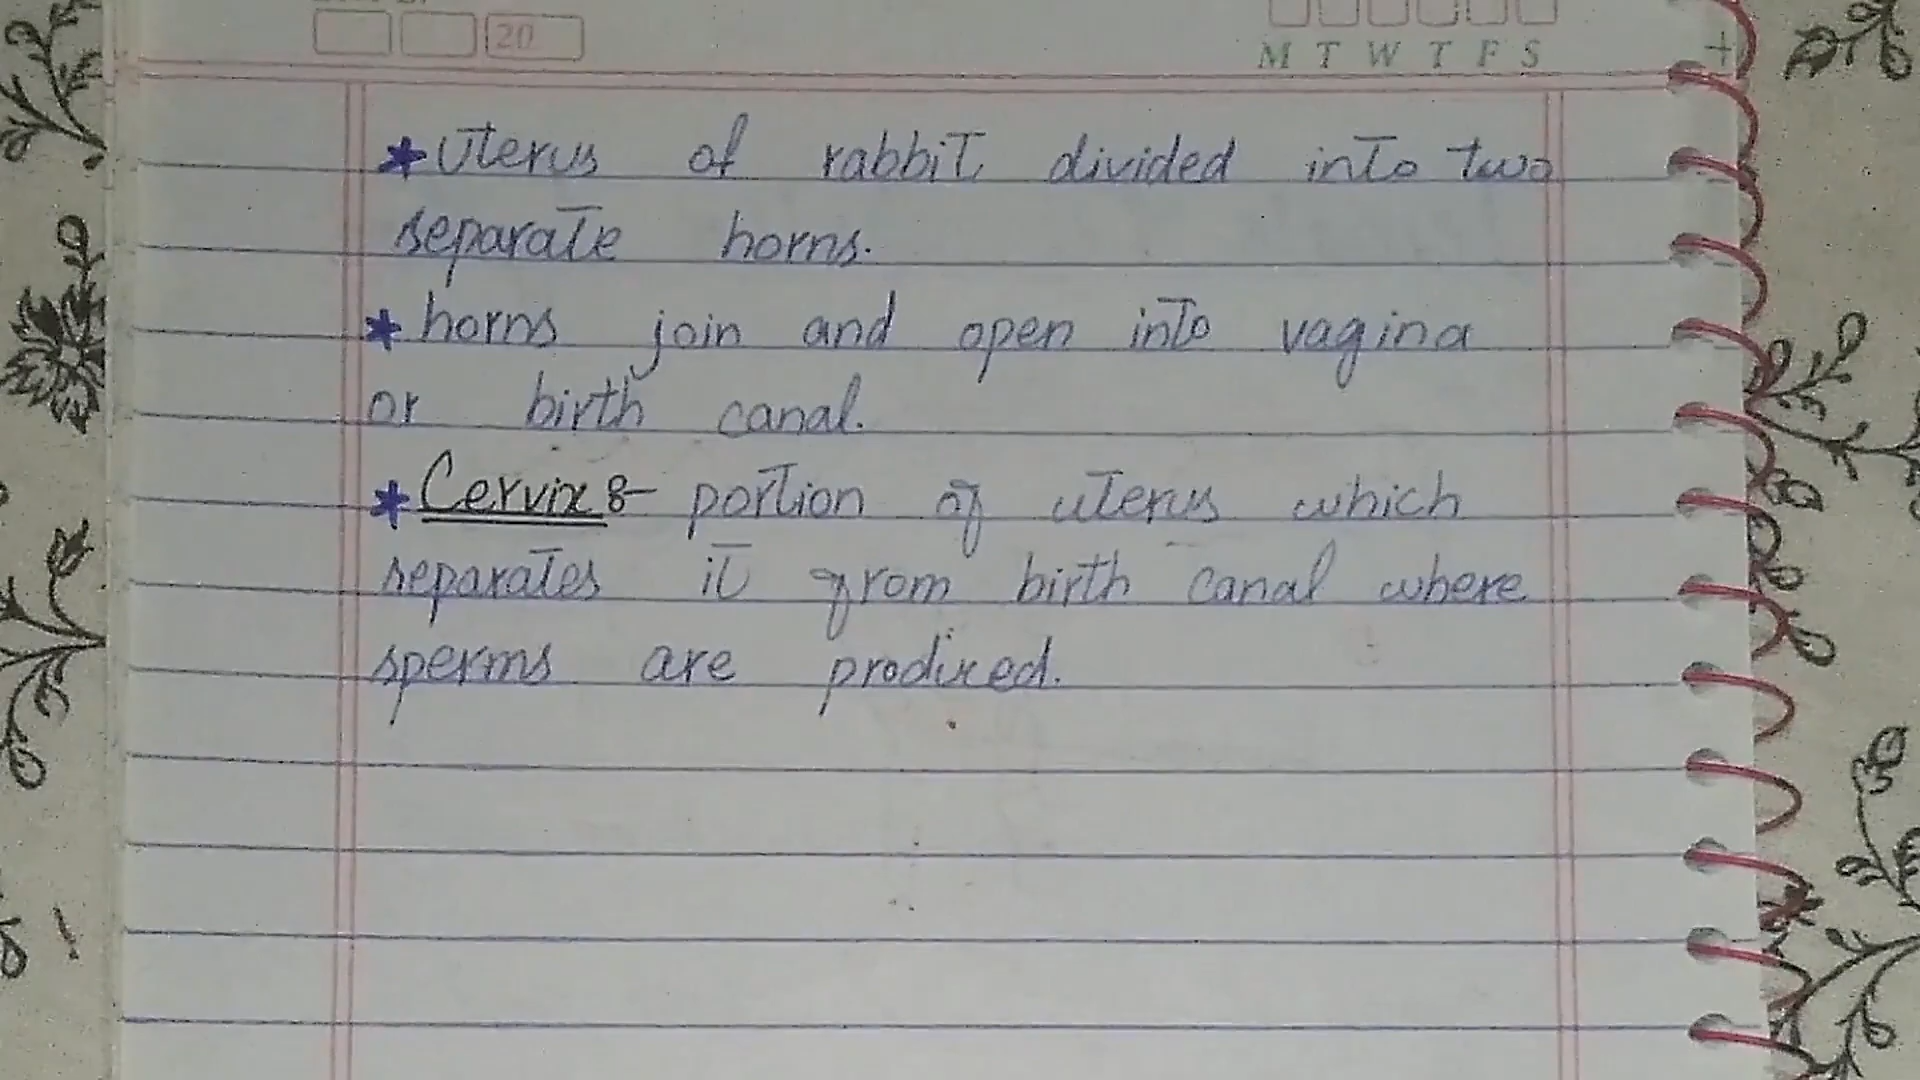 20
M T W T F S
*Uterus of rabbit divided into two
separate horns.
*horns join and open into vagina
or birth canal.
*Cervix:- portion of uterus which
separates it from birth canal where
sperms are produced.